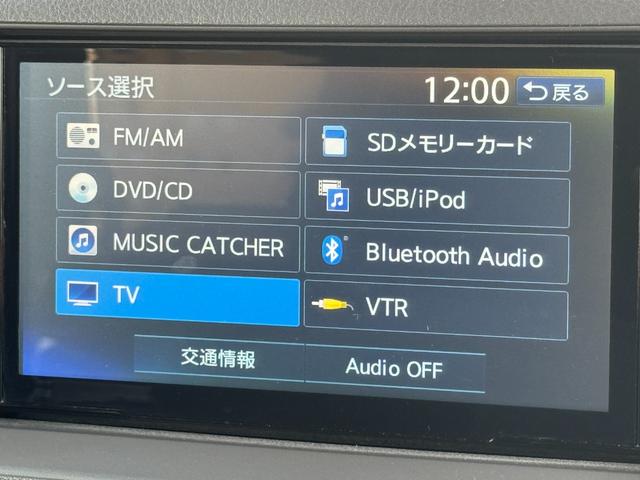 ソース選択
12:00
戻る
FM/AM
SDメモリーカード
DVD/CD
USB/iPod
MUSIC CATCHER
Bluetooth Audio
TV
VTR
交通情報
Audio OFF